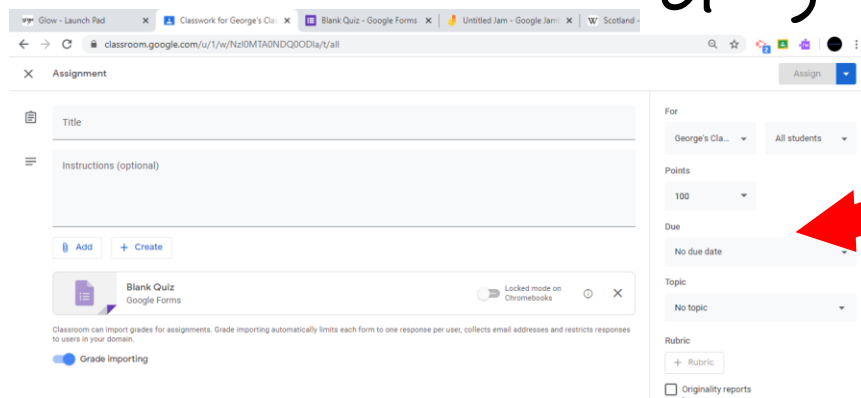 Glow - Launch Pad
Classwork for George's Cla
Blank Quiz - Google Forms
Untitled Jam - Google Jam
Scotland -
classroom.google.com/u/1/w/NzI0MTA0NDQ0ODIa/t/all
Assignment
Assign
Title
Instructions (optional)
Add
+ Create
Blank Quiz
Google Forms
Locked mode on
Chromebooks
Classroom can import grades for assignments. Grade importing automatically limits each form to one response per user, collects email addresses and restricts responses
to users in your domain.
Grade importing
For
George's Cla...
All students
Points
100
Due
No due date
Topic
No topic
Rubric
+ Rubric
Originality reports